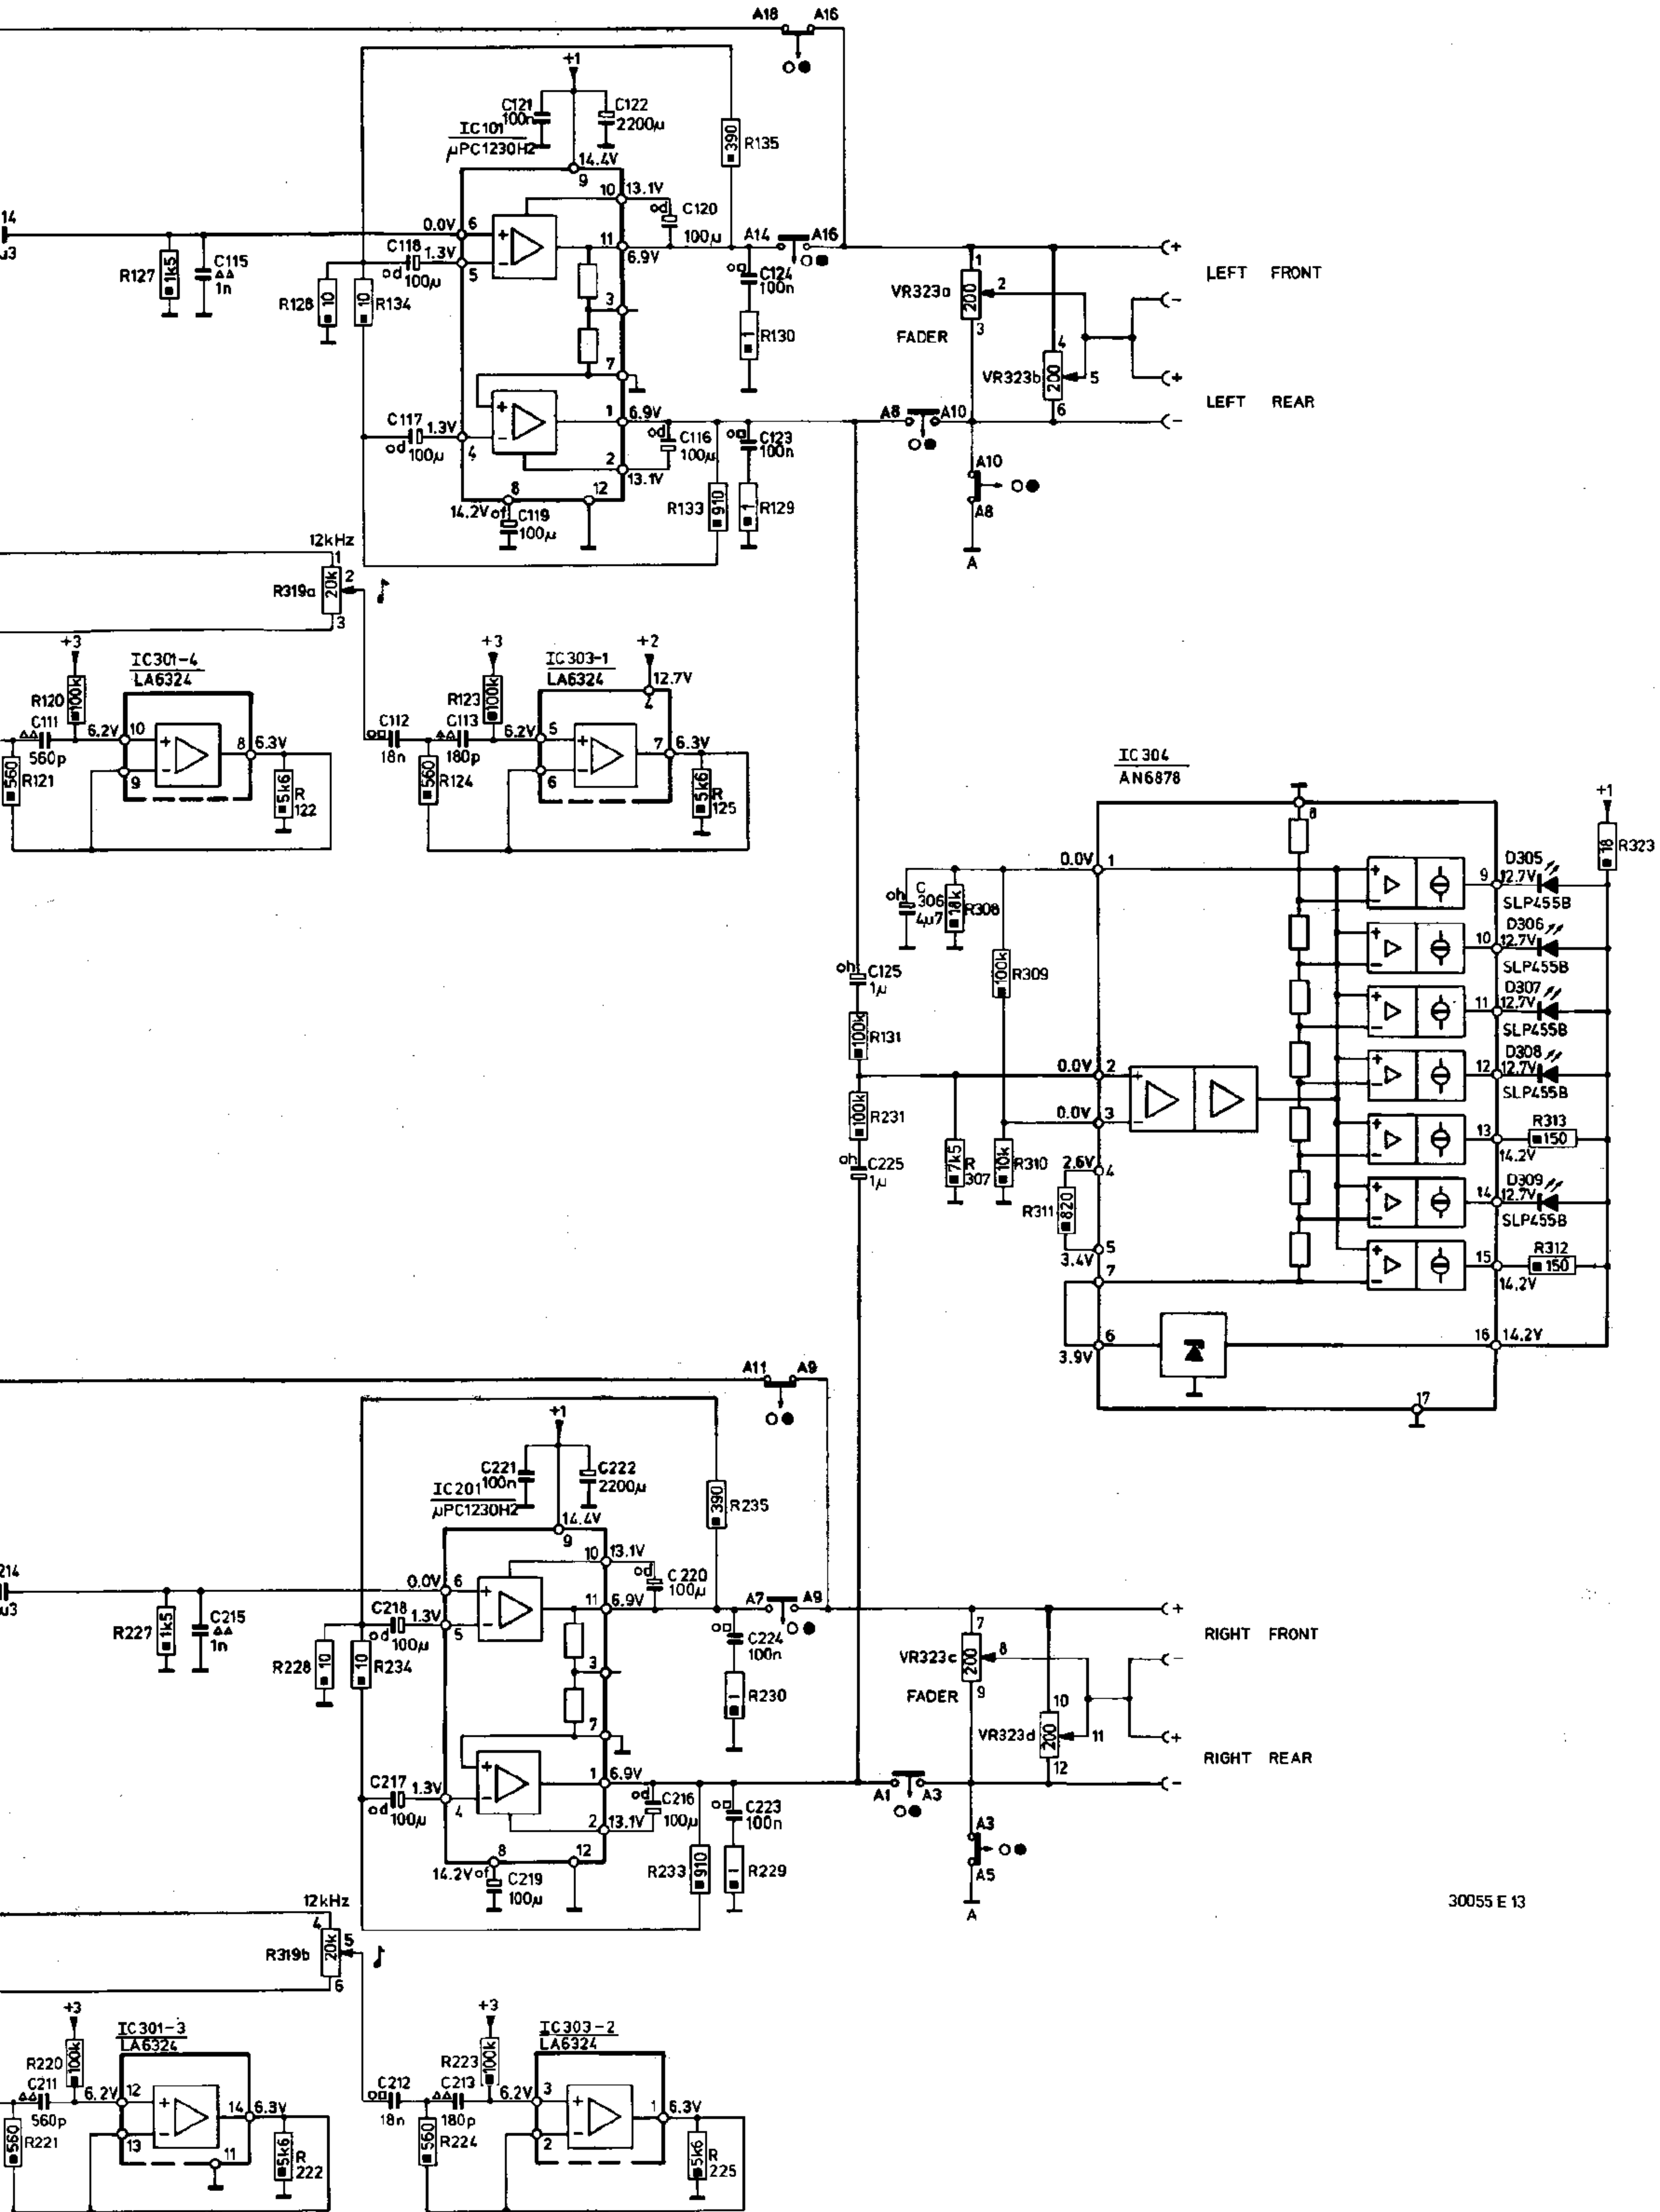 A18 A16
+1
C121
100n
C122
2200µ
IC101
µPC1230H2
390
R135
14.4V
9
10 13.1V
od
C120
100µ
14
µ3
0.0V 6
R127
1k5
C115
1n
C118
1.3V
5
od
100µ
R128
10
10
R134
11
6.9V
A14 A16
C124
100n
3
1
R130
7
1
VR323a
200
2
3
FADER
4
VR323b
200
5
6
LEFT FRONT
LEFT REAR
C117
1.3V
od
100µ
4
1 6.9V
od
C116
100µ
2
13.1V
C123
100n
A8 A10
8
12
14.2V of
C119
100µ
R133
910
1
R129
A10
A8
A
12kHz
1
R319a
20k
2
3
+3
IC301-4
LA6324
R120
100k
C111
560p
6.2V
10
9
8
6.3V
560
R121
5k6
R
122
+3
+2
IC303-1
LA6324
12.7V
4
R123
100k
C112
18n
C113
180p
6.2V
5
6
7
6.3V
560
R124
5k6
R
125
IC304
AN6878
+1
18
R323
8
0.0V
1
oh
C
306
4µ7
18k
R308
100k
R309
D305
9
12.7V
SLP455B
D306
10
12.7V
SLP455B
D307
11
12.7V
SLP455B
D308
12
12.7V
SLP455B
R313
13
150
14.2V
D309
14
12.7V
SLP455B
R312
15
150
14.2V
oh
C125
1µ
100k
R131
0.0V 2
100k
R231
0.0V 3
oh
C225
1µ
7k5
R
307
10k
R310
2.6V
4
R311
820
5
3.4V
7
6
3.9V
16 14.2V
17
A11 A9
+1
C221
100n
C222
2200µ
IC201
µPC1230H2
390
R235
14.4V
9
10 13.1V
od
C220
100µ
214
µ3
0.0V 6
R227
1k5
C215
1n
C218
1.3V
5
od
100µ
R228
10
10
R234
11 6.9V
A7 A9
C224
100n
3
1
R230
7
7
VR323c
200
8
9
FADER
10
VR323d
200
11
12
RIGHT FRONT
RIGHT REAR
C217
1.3V
od
100µ
4
1 6.9V
od
C216
100µ
2 13.1V
C223
100n
A1 A3
8
12
14.2V of
C219
100µ
R233
910
1
R229
A3
A5
A
30055 E 13
12kHz
4
R319b
20k
5
6
+3
IC301-3
LA6324
R220
100k
C211
560p
6.2V
12
13
14
6.3V
11
560
R221
5k6
R
222
+3
IC303-2
LA6324
R223
100k
C212
18n
C213
180p
6.2V
3
2
1
6.3V
560
R224
5k6
R
225